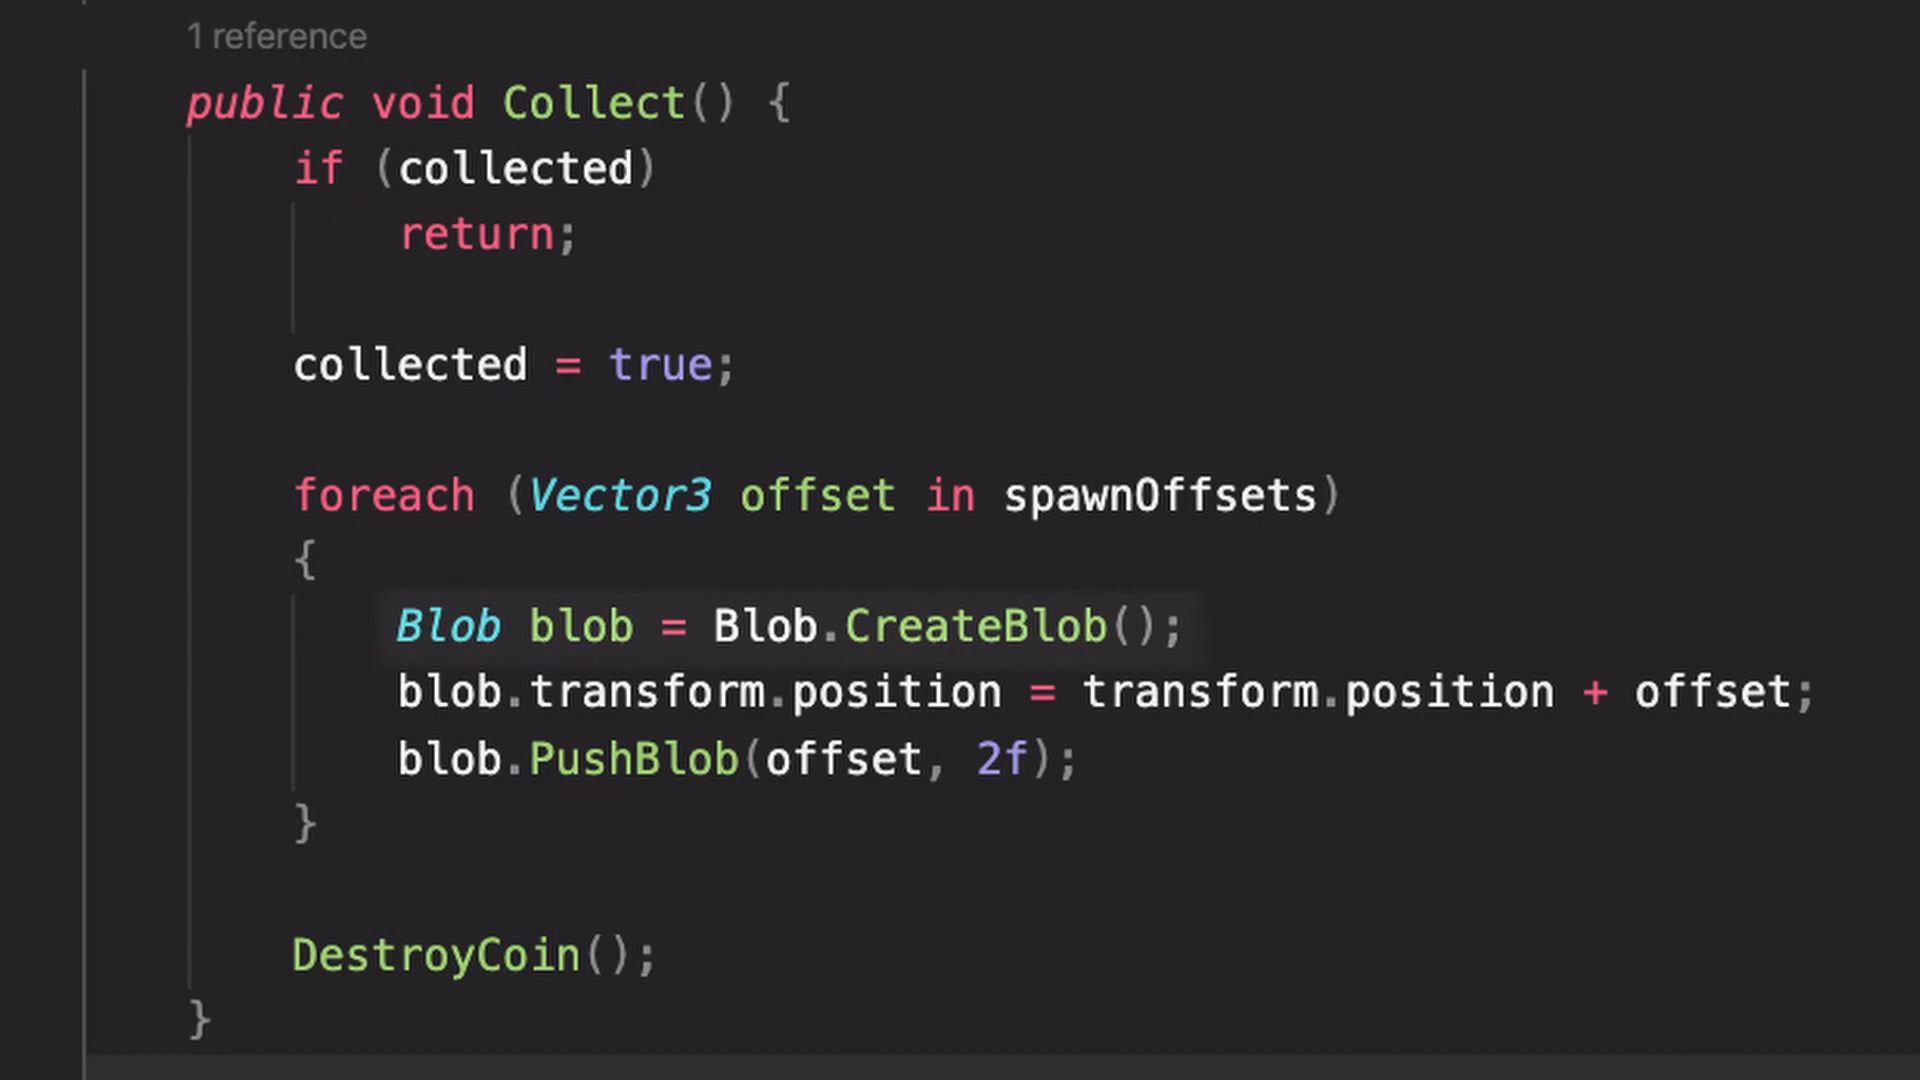 1 reference
public void Collect() {
if (collected)
return;
collected = true;
foreach (Vector3 offset in spawnOffsets)
{
Blob blob = Blob.CreateBlob();
blob.transform.position = transform.position + offset;
blob.PushBlob(offset, 2f);
}
DestroyCoin();
}